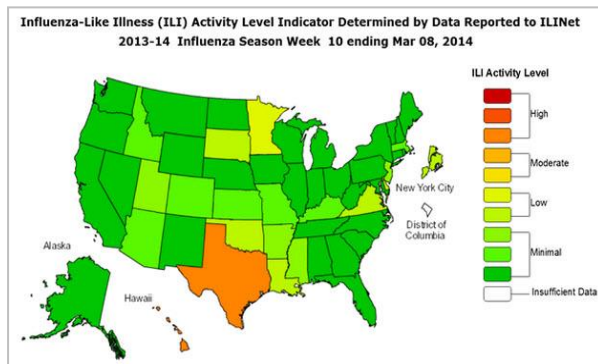 Influenza-Like Illness (ILI) Activity Level Indicator Determined by Data Reported to ILINet
2013-14 Influenza Season Week 10 ending Mar 08, 2014
ILI Activity Level
High
Moderate
Low
Minimal
Insufficient Data
New York City
District of
Columbia
Alaska
Hawaii